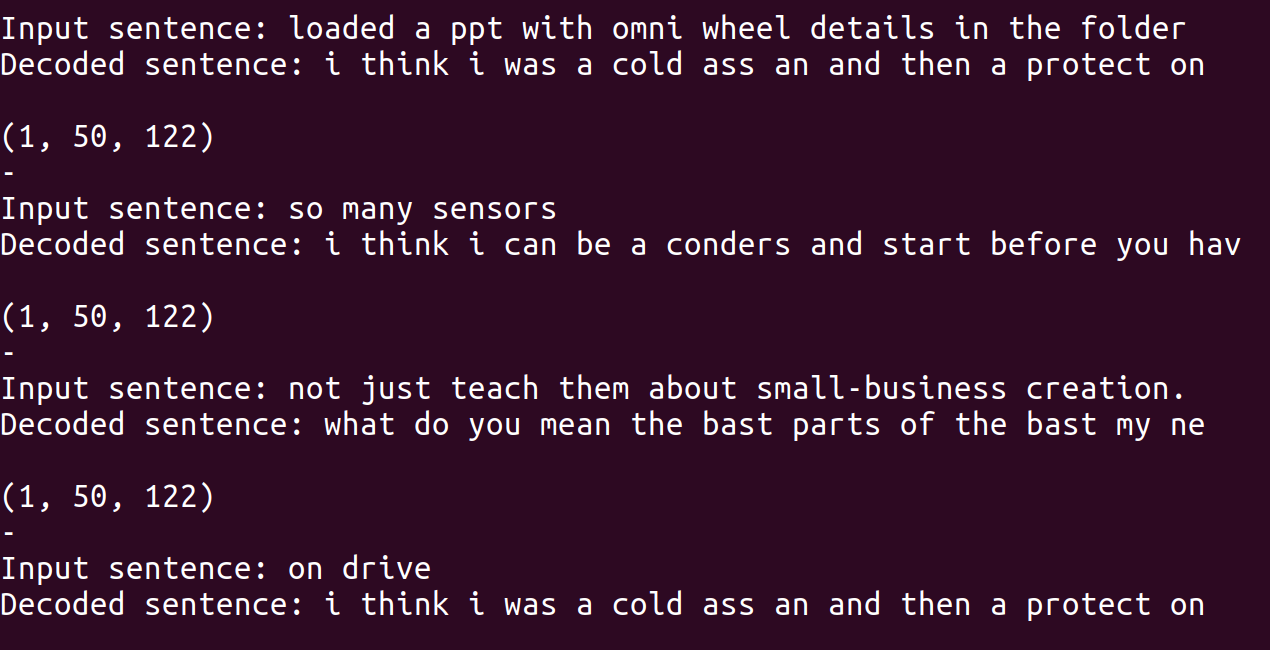 Input sentence: loaded a ppt with omni wheel details in the folder
Decoded sentence: i think i was a cold ass an and then a protect on
(1, 50, 122)
-
Input sentence: so many sensors
Decoded sentence: i think i can be a conders and start before you hav
(1, 50, 122)
-
Input sentence: not just teach them about small-business creation.
Decoded sentence: what do you mean the bast parts of the bast my ne
(1, 50, 122)
-
Input sentence: on drive
Decoded sentence: i think i was a cold ass an and then a protect on